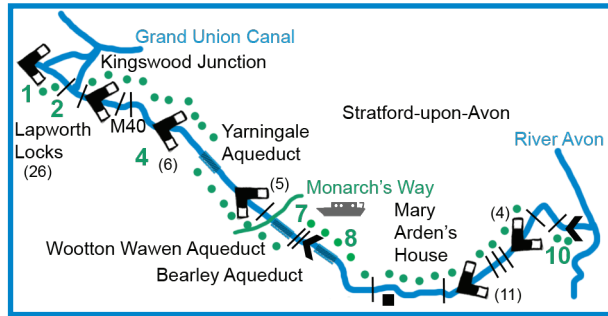 Grand Union Canal
Kingswood Junction
1
2
Lapworth
Locks
(26)
M40
4
(6)
Yarningale
Aqueduct
Stratford-upon-Avon
River Avon
(5)
Monarch's Way
7
8
Mary
Arden's
House
(4)
10
Wootton Wawen Aqueduct
Bearley Aqueduct
(11)